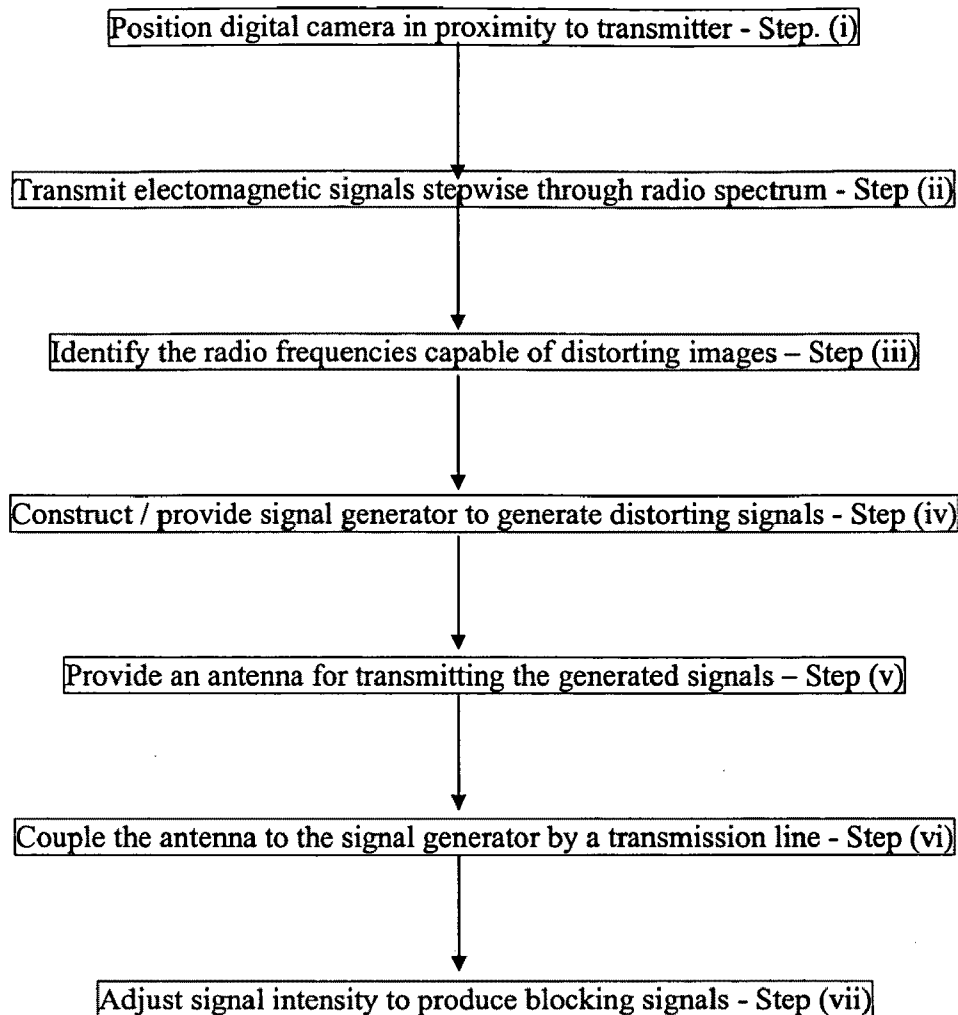 Position digital camera in proximity to transmitter - Step. (i)
Transmit electomagnetic signals stepwise through radio spectrum - Step (ii)
Identify the radio frequencies capable of distorting images – Step (iii)
Construct / provide signal generator to generate distorting signals - Step (iv)
Provide an antenna for transmitting the generated signals – Step (v)
Couple the antenna to the signal generator by a transmission line - Step (vi)
Adjust signal intensity to produce blocking signals - Step (vii)